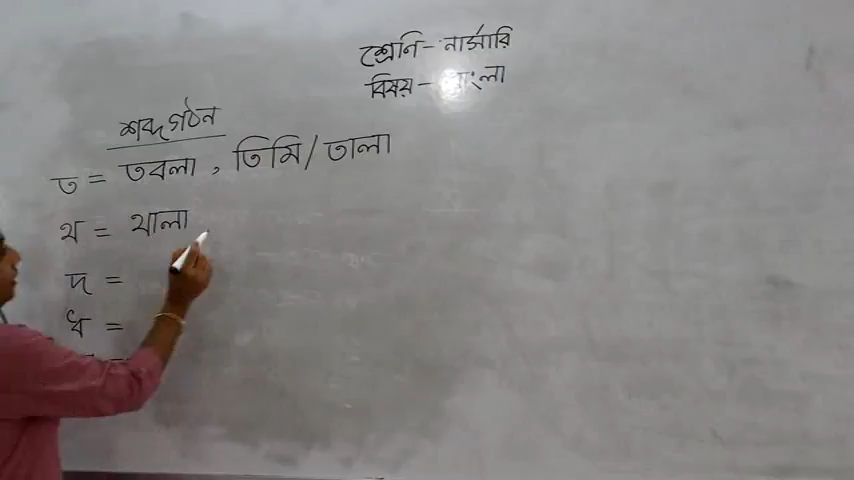 শ্রেনি - নার্সারি
বিষয় - বাংলা
শব্দগঠন
ত = তবলা, তিমি/তালা
থ = থালা
দ =
ধ =